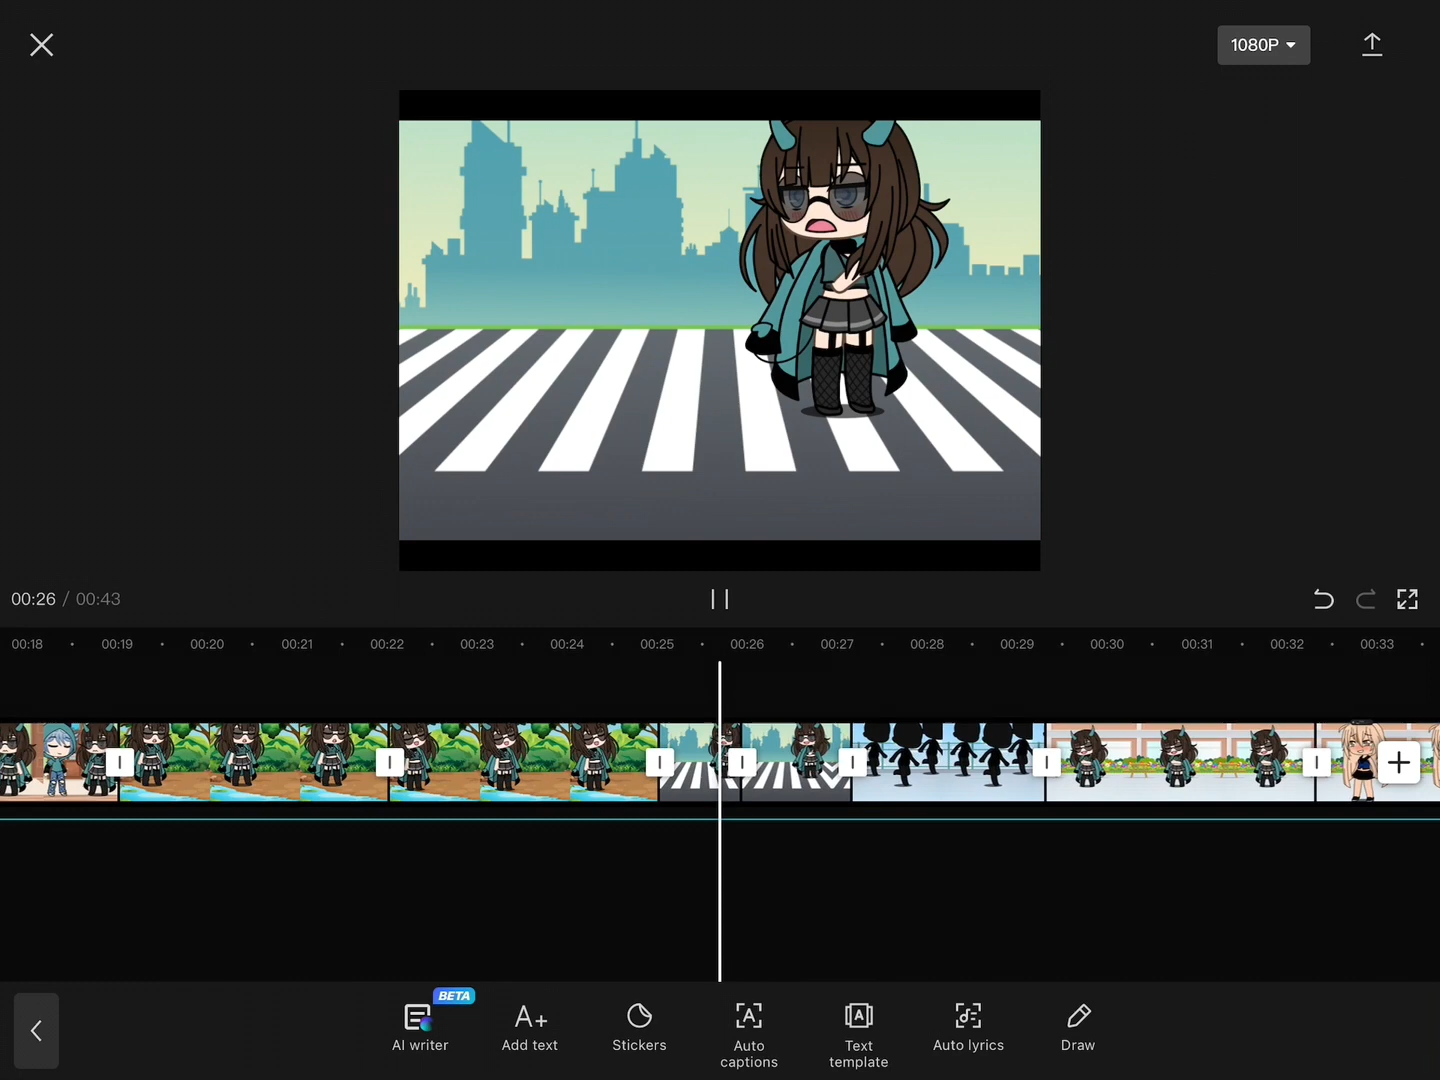 1080P
00:26 / 00:43
00:18 00:19 00:20 00:21 00:22 00:23 00:24 00:25 00:26 00:27 00:28 00:29 00:30 00:31 00:32 00:33
BETA
AI writer
Add text
Stickers
Auto
captions
Text
template
Auto lyrics
Draw